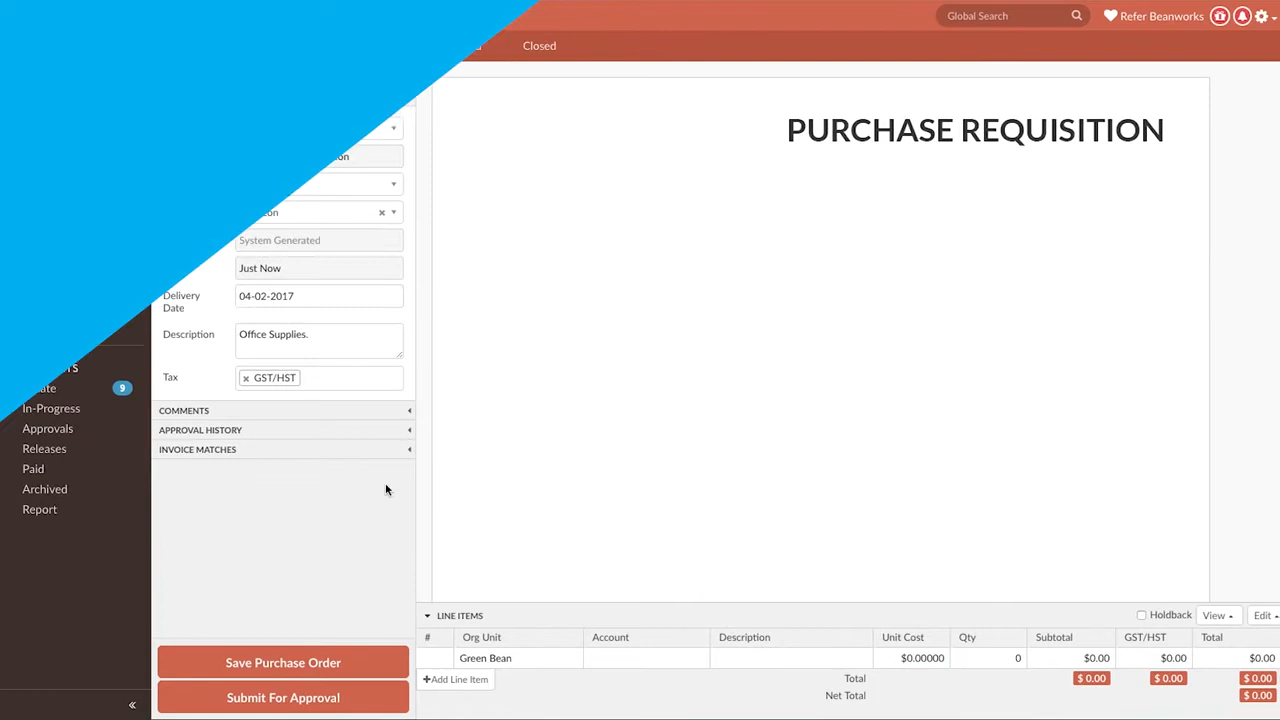 Global Search
Refer Beanworks
Closed
PURCHASE REQUISITION
System Generated
Just Now
Delivery Date
04-02-2017
Description
Office Supplies.
Tax
× GST/HST
9
In-Progress
Approvals
Releases
Paid
Archived
Report
COMMENTS
APPROVAL HISTORY
INVOICE MATCHES
Save Purchase Order
Submit For Approval
LINE ITEMS
Holdback
View
Edit
# Org Unit Account Description Unit Cost Qty Subtotal GST/HST Total
Green Bean $0.00000 0 $0.00 $0.00 $0.00
+Add Line Item
Total $ 0.00 $ 0.00 $ 0.00
Net Total $ 0.00